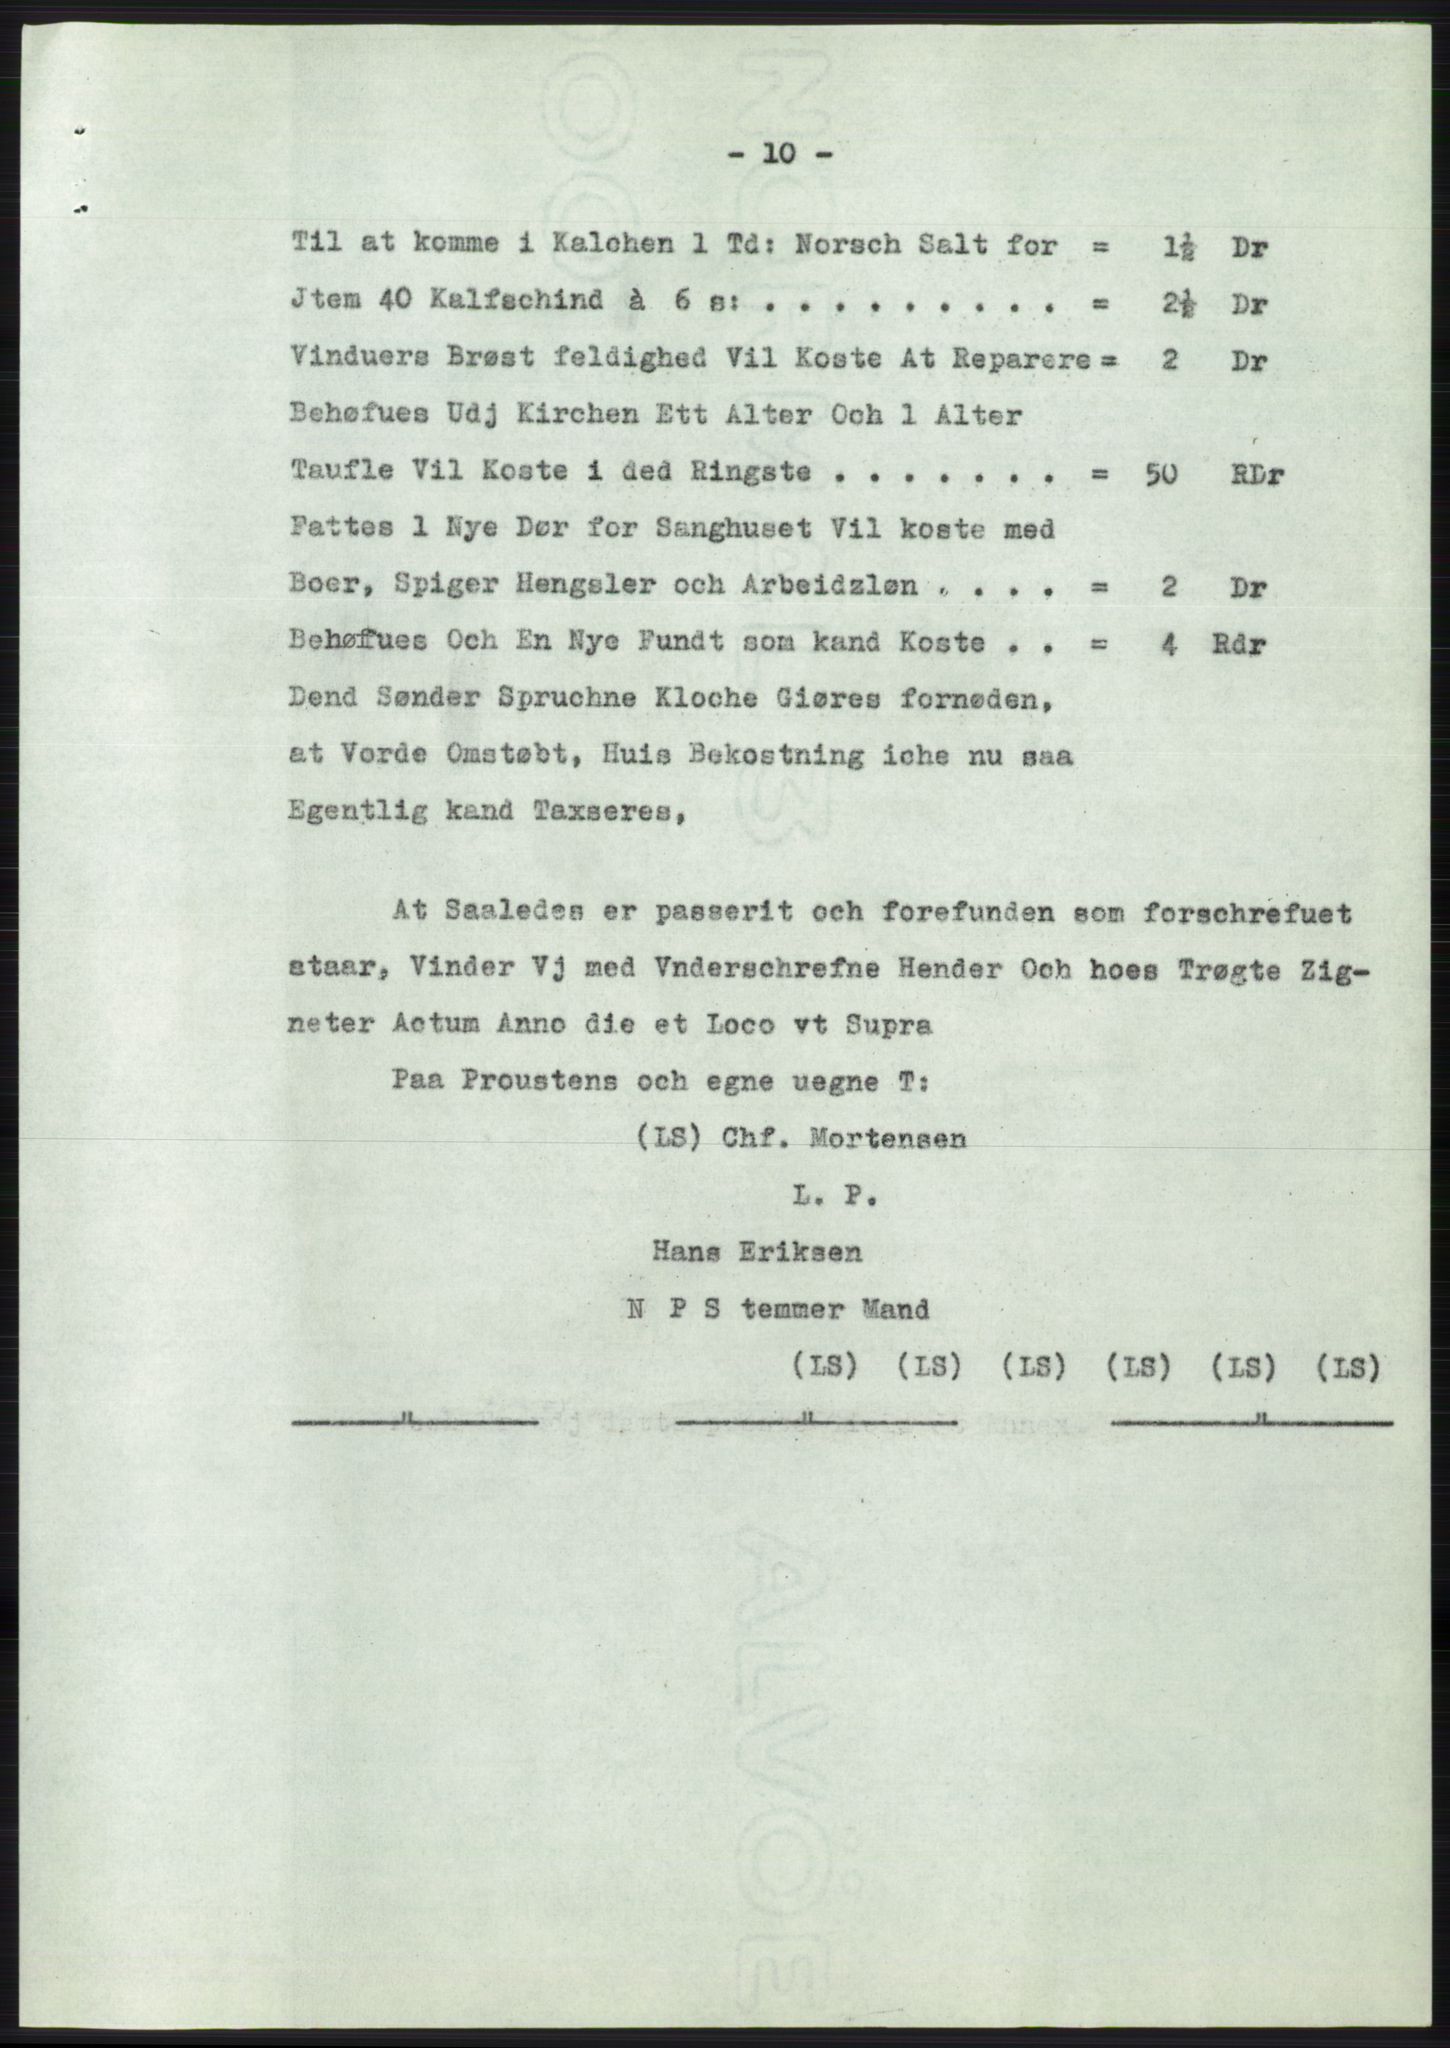 - 10 -
Til at komme i Kalchen 1 Td: Norsch Salt for = 1½ Dr
Jtem 40 Kalfschind à 6 s: . . . . . . . . . = 2½ Dr
Vinduers Brøst feldighed Vil Koste At Reparere = 2 Dr
Behøfues Udj Kirchen Ett Alter Och 1 Alter
Taufle Vil Koste i ded Ringste . . . . . . . = 50 RDr
Fattes 1 Nye Dør for Sanghuset Vil koste med
Boer, Spiger Hengsler och Arbeidzløn . . . . = 2 Dr
Behøfues Och En Nye Fundt som kand Koste . . = 4 Rdr
Dend Sønder Spruchne Kloche Giøres fornøden,
at Vorde Omstøbt, Huis Bekostning iche nu saa
Egentlig kand Taxseres,
At Saaledes er passerit och forefunden som forschrefuet
staar, Vinder Vj med Vnderschrefne Hender Och hoes Trøgte Zig-
neter Actum Anno die et Loco vt Supra
Paa Proustens och egne uegne T:
(LS) Chf. Mortensen
L. P.
Hans Eriksen
N P S temmer Mand
(LS) (LS) (LS) (LS) (LS) (LS)
ALVØE